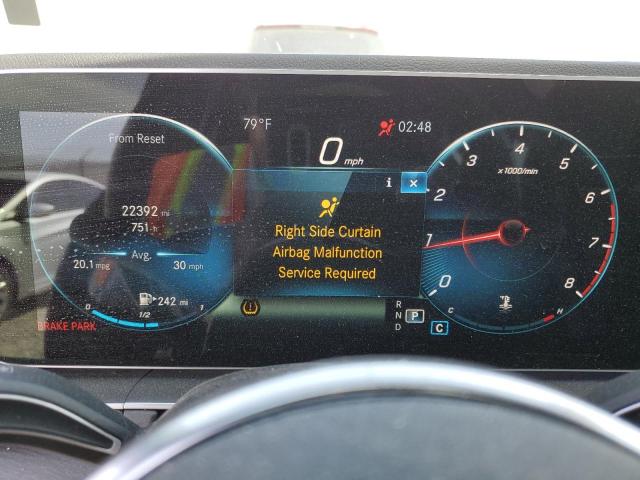 79°F
02:48
From Reset
0 mph
22392 mi
751 h
Avg.
20.1 mpg
30 mph
242 mi
0
1/2
1
BRAKE PARK
i
×
Right Side Curtain
Airbag Malfunction
Service Required
R
N P
D
C
0
1
2
3
4
5
6
7
8
x1000/min
C
H